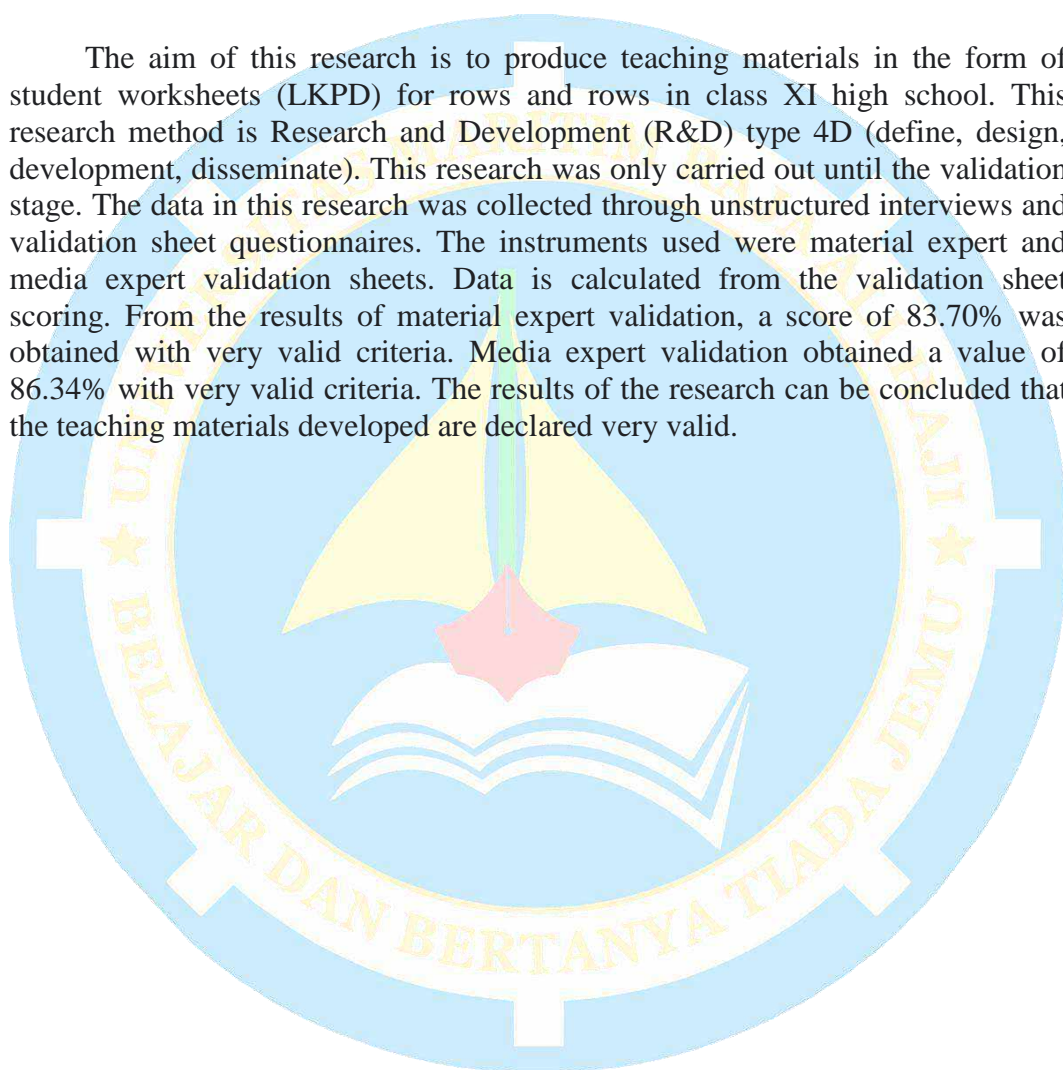 The aim of this research is to produce teaching materials in the form of
student worksheets (LKPD) for rows and rows in class XI high school. This
research method is Research and Development (R&D) type 4D (define, design,
development, disseminate). This research was only carried out until the validation
stage. The data in this research was collected through unstructured interviews and
validation sheet questionnaires. The instruments used were material expert and
media expert validation sheets. Data is calculated from the validation sheet
scoring. From the results of material expert validation, a score of 83.70% was
obtained with very valid criteria. Media expert validation obtained a value of
86.34% with very valid criteria. The results of the research can be concluded that
the teaching materials developed are declared very valid.
UNIVERSITAS MARITIM RAJA ALI HAJI
BELAJAR DAN BERTANYA TIADA JEMU